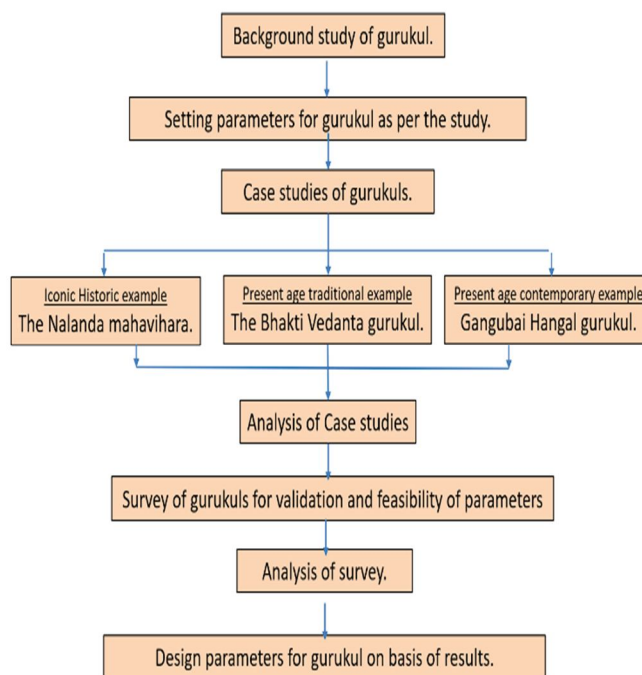 Background study of gurukul.
Setting parameters for gurukul as per the study.
Case studies of gurukuls.
Iconic Historic example
The Nalanda mahavihara.
Present age traditional example
The Bhakti Vedanta gurukul.
Present age contemporary example
Gangubai Hangal gurukul.
Analysis of Case studies
Survey of gurukuls for validation and feasibility of parameters
Analysis of survey.
Design parameters for gurukul on basis of results.